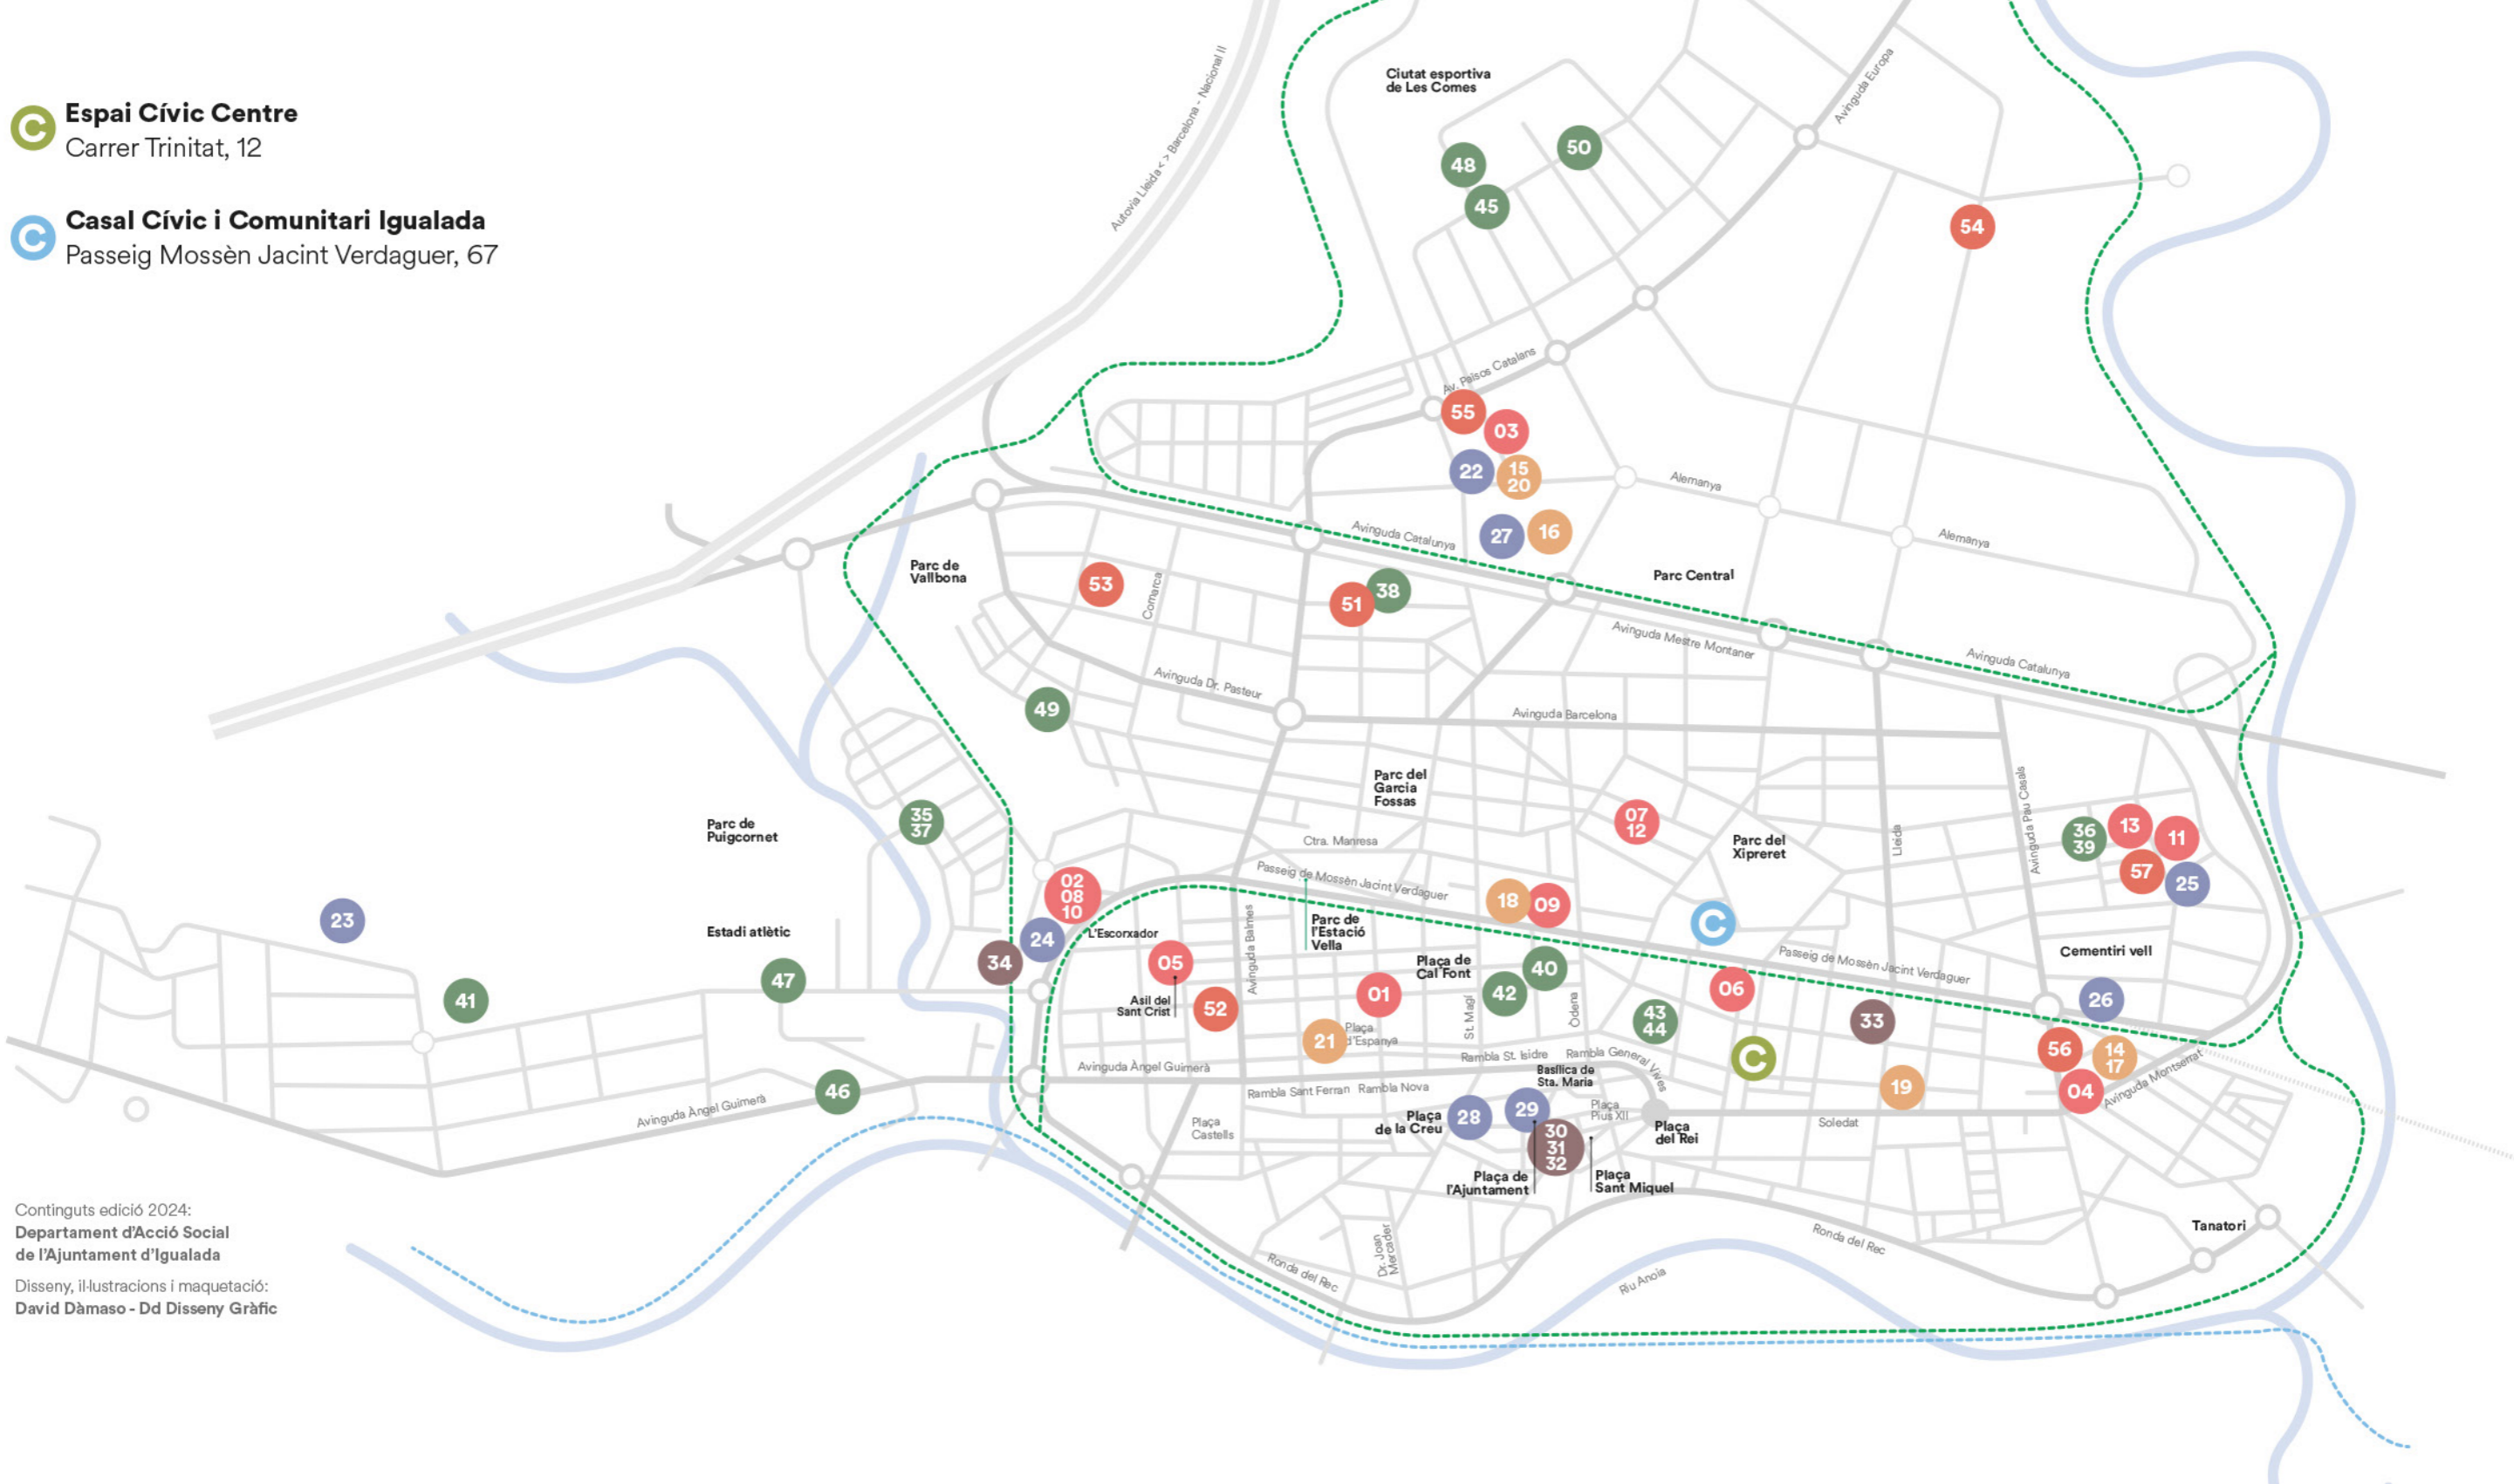 C
Espai Cívic Centre
Carrer Trinitat, 12
C
Casal Cívic i Comunitari Igualada
Passeig Mossèn Jacint Verdaguer, 67
Autovia Lleida < > Barcelona - Nacional II
Ciutat esportiva
de Les Comes
Avinguda Europa
48
50
45
54
Av. Països Catalans
55
03
22
15
20
Alemanya
27
16
Avinguda Catalunya
Alemanya
Parc de
Vallbona
53
Comarca
51
38
Parc Central
Avinguda Mestre Montaner
Avinguda Catalunya
49
Avinguda Dr. Pasteur
Avinguda Barcelona
Parc del
Garcia
Fossas
Avinguda Pau Casals
Parc de
Puigcornet
35
37
Ctra. Manresa
07
12
Parc del
Xipreret
Lleida
36
39
13
11
57
25
Passeig de Mossèn Jacint Verdaguer
02
08
10
18
09
C
23
Estadi atlètic
24
L'Escorxador
Avinguda Balmes
Parc de
l'Estació
Vella
34
05
Plaça de
Cal Font
40
Passeig de Mossèn Jacint Verdaguer
Cementiri vell
41
47
Asil del
Sant Crist
52
01
42
St. Magí
Òdena
06
43
44
33
26
21
Plaça
d'Espanya
Rambla St. Isidre
Rambla General Vives
C
56
14
17
Avinguda Àngel Guimerà
Basílica de
Sta. Maria
46
Avinguda Àngel Guimerà
Rambla Sant Ferran
Rambla Nova
19
04
Avinguda Montserrat
Plaça
Castells
Plaça
de la Creu
28
29
Plaça
Pius XII
30
31
32
Plaça
del Rei
Soledat
Plaça de
l'Ajuntament
Plaça
Sant Miquel
Continguts edició 2024:
Departament d'Acció Social
de l'Ajuntament d'Igualada
Disseny, il·lustracions i maquetació:
David Dàmaso - Dd Disseny Gràfic
Ronda del Rec
Dr. Joan
Mercader
Riu Anoia
Ronda del Rec
Tanatori